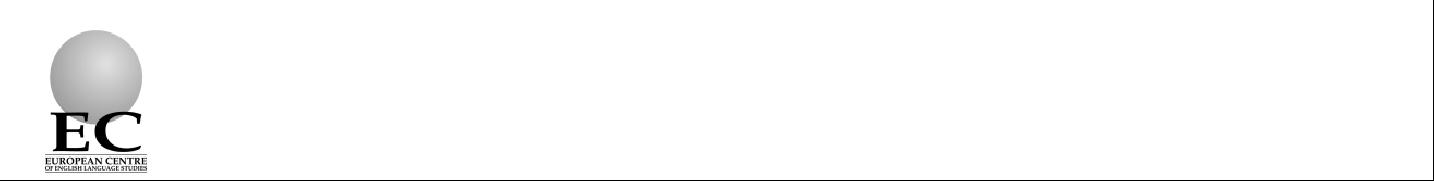 EC
EUROPEAN CENTRE
OF ENGLISH LANGUAGE STUDIES